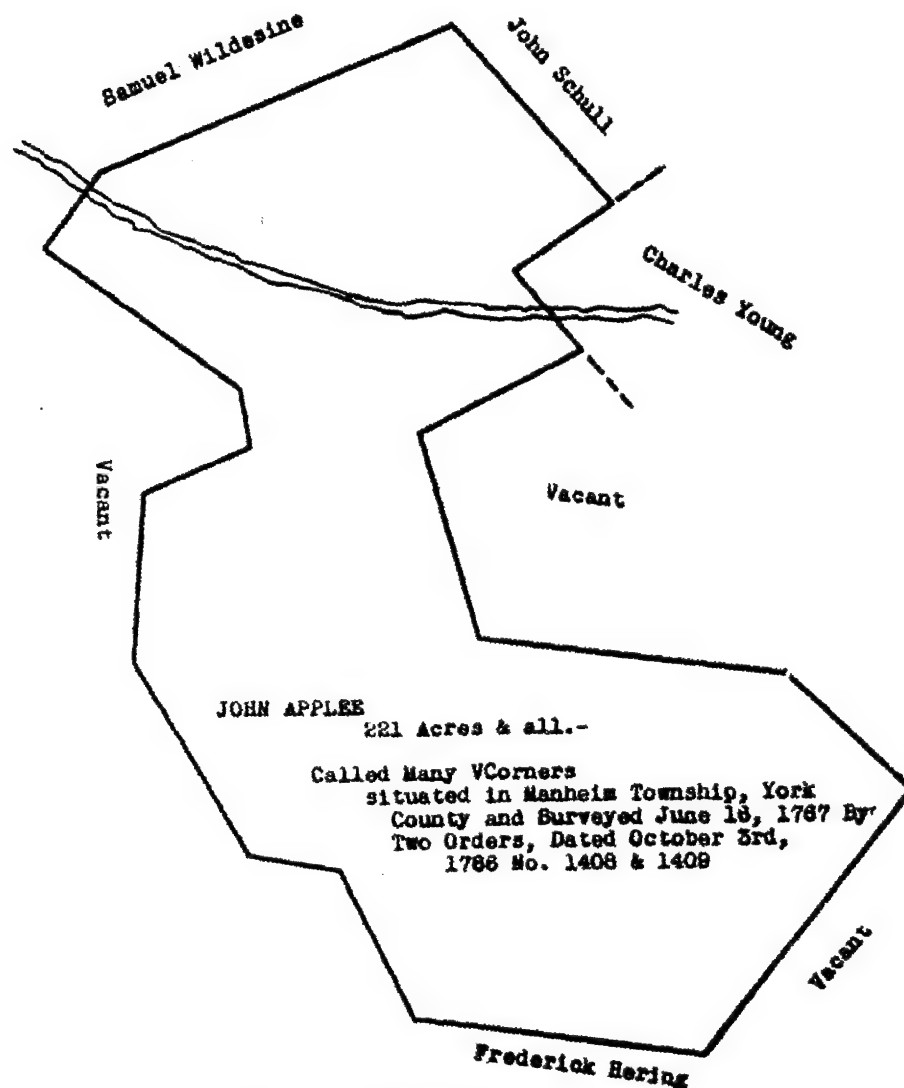 Samuel Wildesine
John Schull
Charles Young
Vacant
Vacant
JOHN APPLEE
221 Acres & all.-
Called Many VCorners
situated in Manheim Township, York
County and Surveyed June 18, 1767 By
Two Orders, Dated October 3rd,
1766 No. 1408 & 1409
Vacant
Frederick Hering